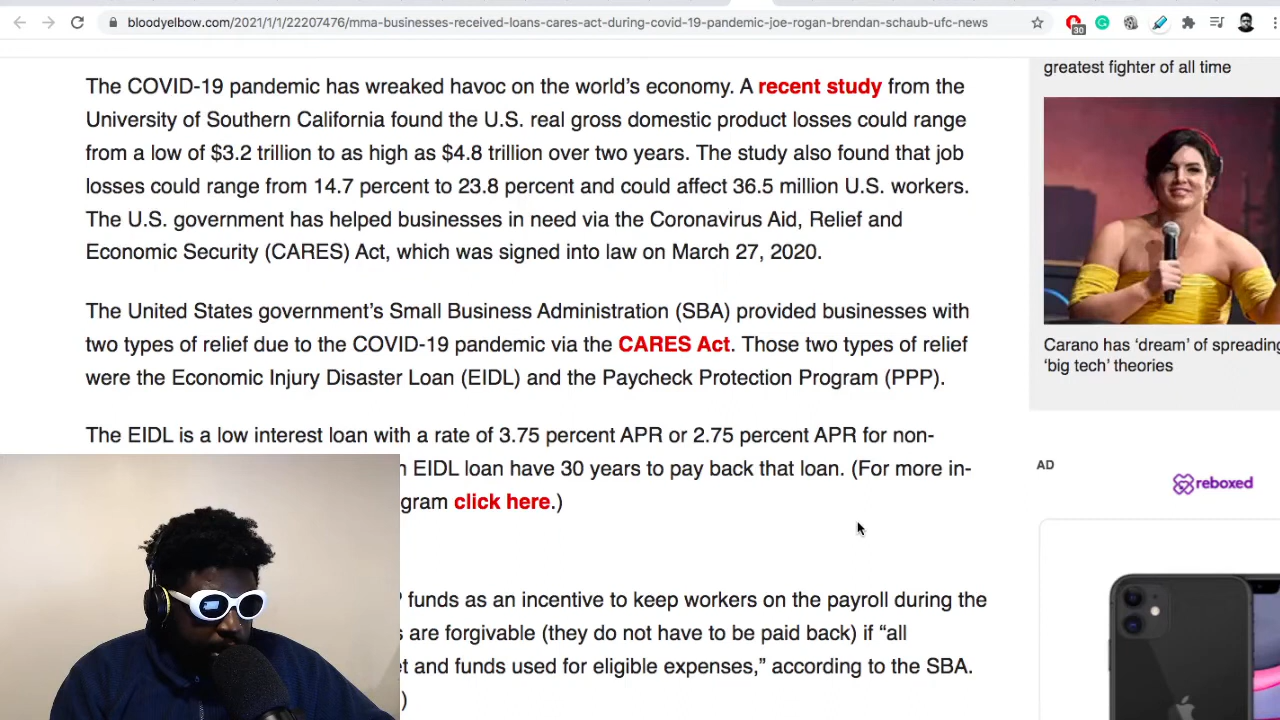 bloodyelbow.com/2021/1/1/22207476/mma-businesses-received-loans-cares-act-during-covid-19-pandemic-joe-rogan-brendan-schaub-ufc-news
30
The COVID-19 pandemic has wreaked havoc on the world’s economy. A recent study from the
University of Southern California found the U.S. real gross domestic product losses could range
from a low of $3.2 trillion to as high as $4.8 trillion over two years. The study also found that job
losses could range from 14.7 percent to 23.8 percent and could affect 36.5 million U.S. workers.
The U.S. government has helped businesses in need via the Coronavirus Aid, Relief and
Economic Security (CARES) Act, which was signed into law on March 27, 2020.
The United States government’s Small Business Administration (SBA) provided businesses with
two types of relief due to the COVID-19 pandemic via the CARES Act. Those two types of relief
were the Economic Injury Disaster Loan (EIDL) and the Paycheck Protection Program (PPP).
The EIDL is a low interest loan with a rate of 3.75 percent APR or 2.75 percent APR for non-
EIDL loan have 30 years to pay back that loan. (For more in-
gram click here.)
funds as an incentive to keep workers on the payroll during the
are forgivable (they do not have to be paid back) if “all
and funds used for eligible expenses,” according to the SBA.
)
greatest fighter of all time
Carano has ‘dream’ of spreading
‘big tech’ theories
AD
reboxed